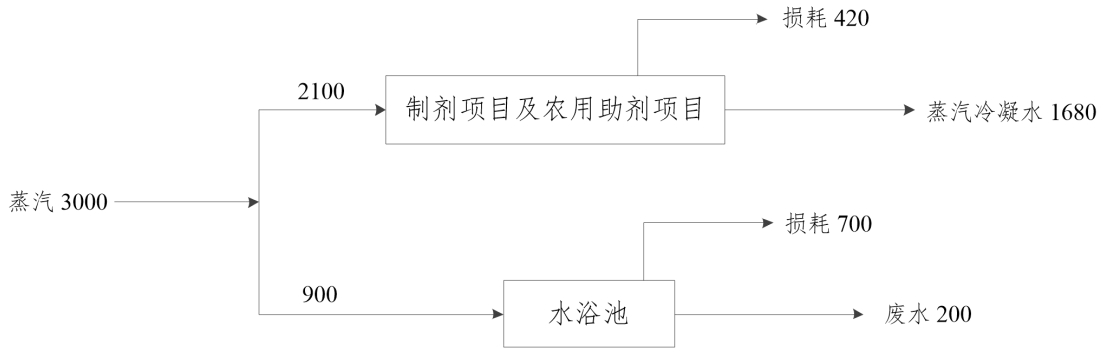 损耗 420
2100
制剂项目及农用助剂项目
蒸汽冷凝水 1680
蒸汽 3000
损耗 700
900
水浴池
废水 200